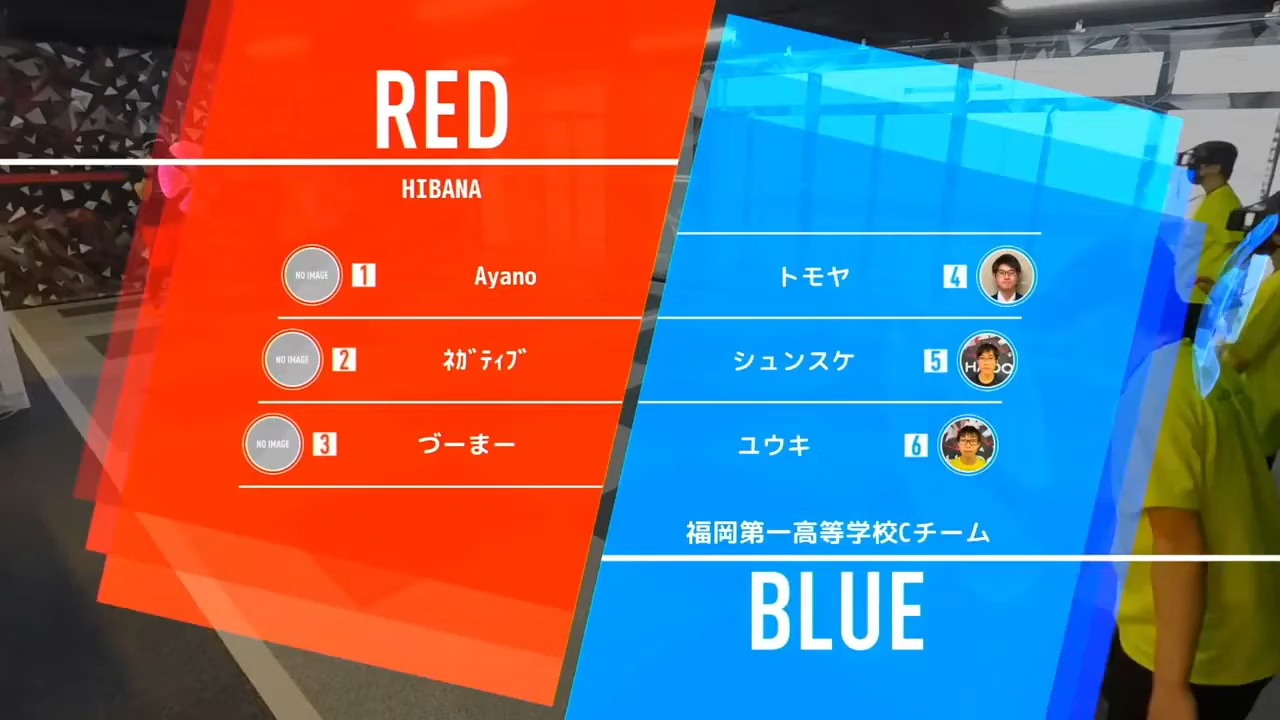 RED
HIBANA
NO IMAGE 1 Ayano
NO IMAGE 2 ﾈｶﾞﾃｨﾌﾞ
NO IMAGE 3 づーまー
トモヤ 4
シュンスケ 5
ユウキ 6
福岡第一高等学校Cチーム
BLUE